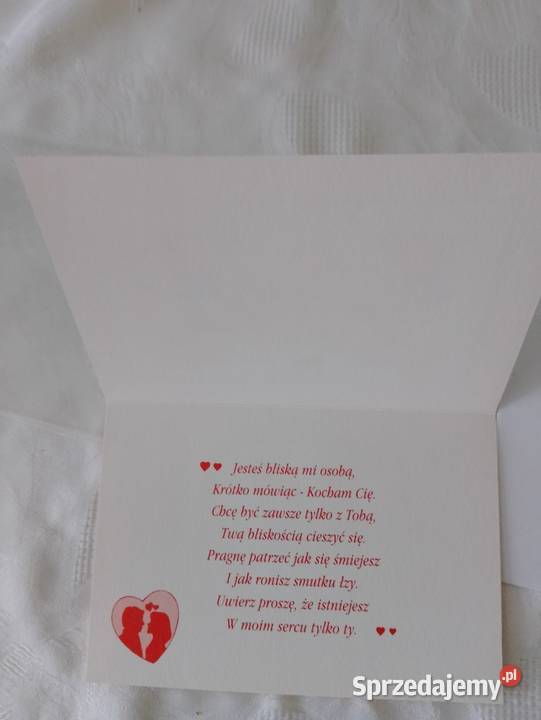 Jesteś bliską mi osobą,
Krótko mówiąc - Kocham Cię.
Chcę być zawsze tylko z Tobą,
Twą bliskością cieszyć się.
Pragnę patrzeć jak się śmiejesz
I jak ronisz smutku łzy.
Uwierz proszę, że istniejesz
W moim sercu tylko ty.
Sprzedajemy.pl